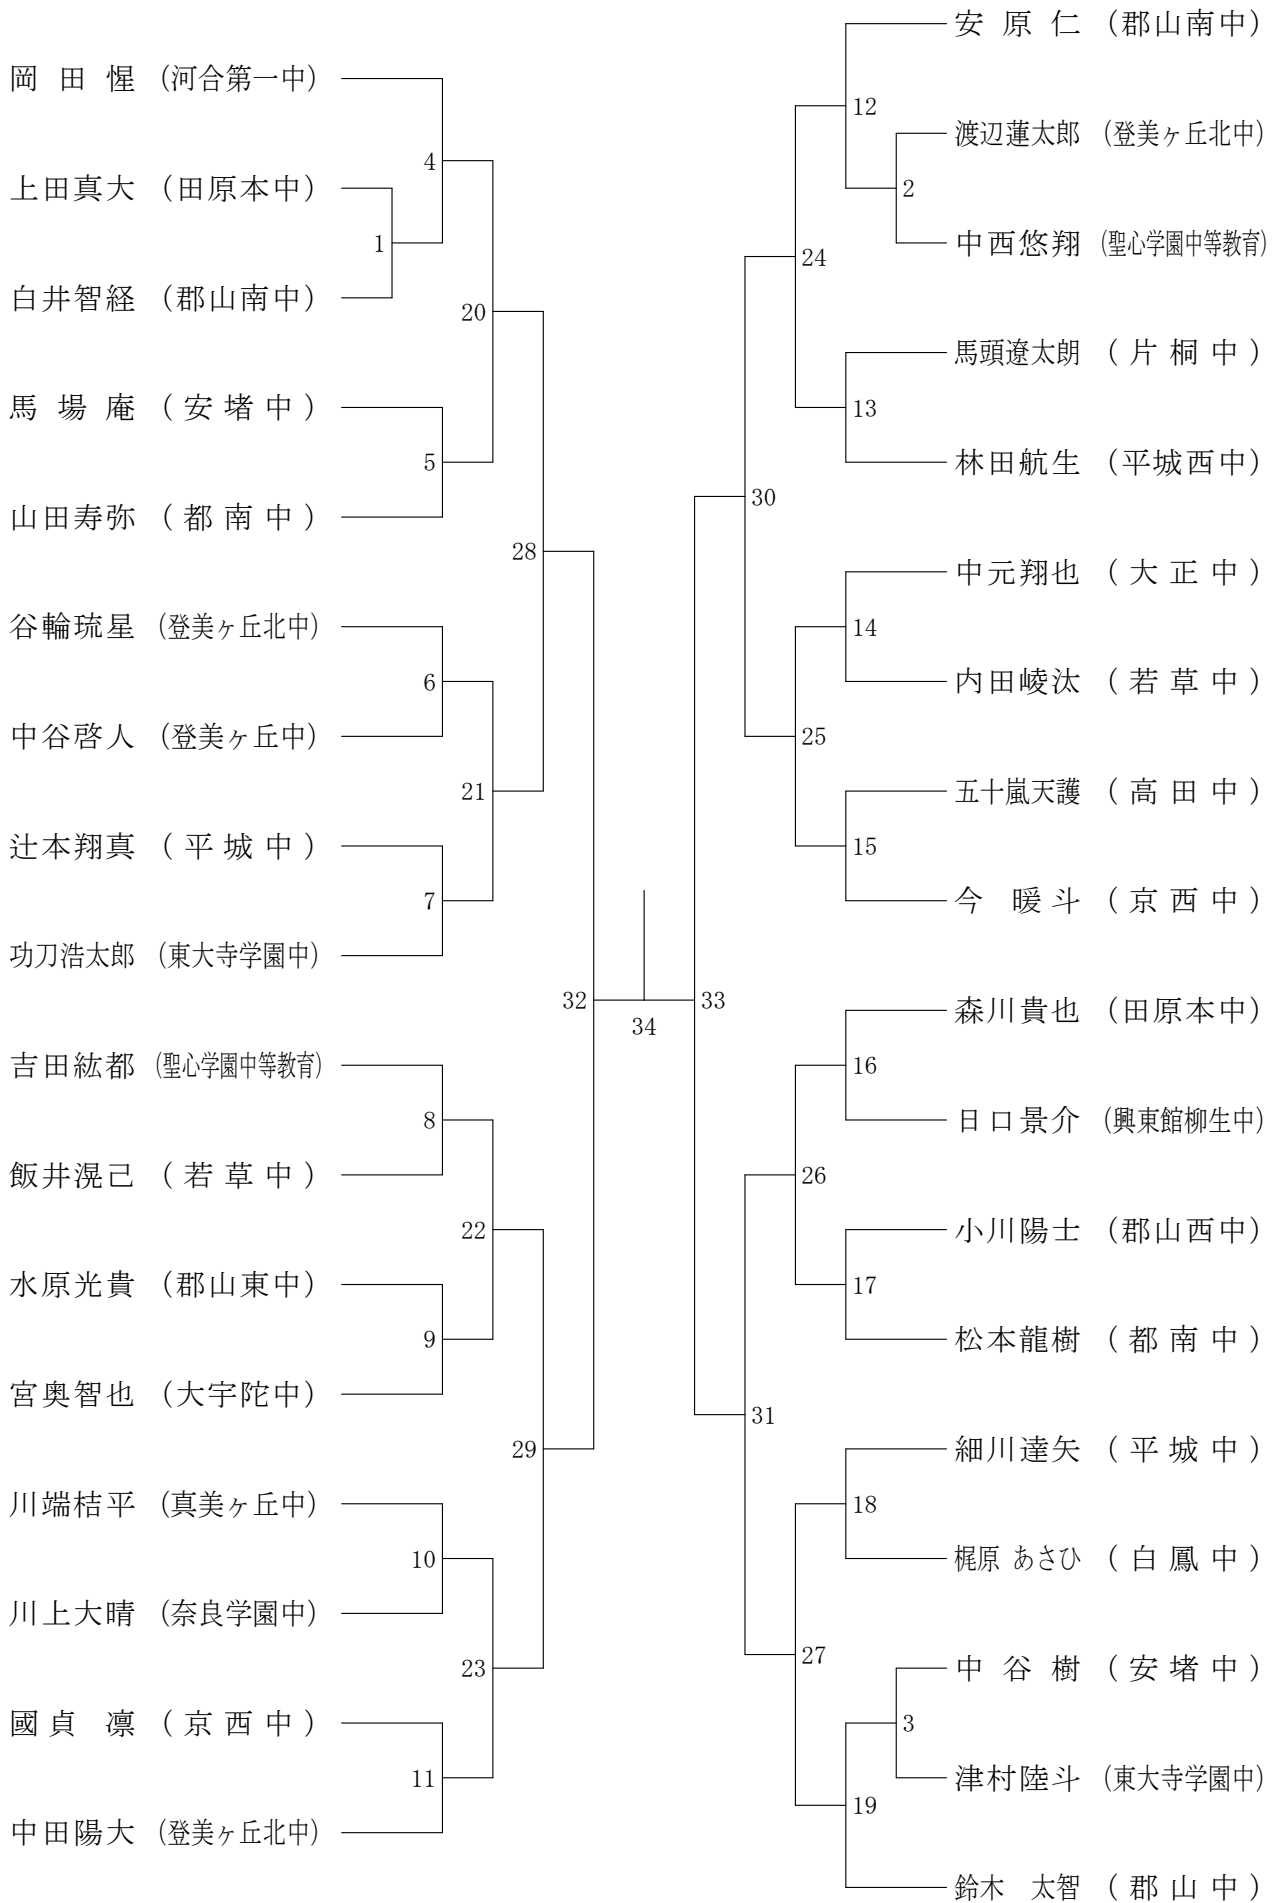 岡田惺 (河合第一中)
4
上田真大 (田原本中)
1
白井智経 (郡山南中)
20
馬場庵 (安堵中)
5
山田寿弥 (都南中)
28
谷輪琉星 (登美ヶ丘北中)
6
中谷啓人 (登美ヶ丘中)
21
辻本翔真 (平城中)
7
功刀浩太郎 (東大寺学園中)
32
34
吉田紘都 (聖心学園中等教育)
8
飯井滉己 (若草中)
22
水原光貴 (郡山東中)
9
宮奥智也 (大宇陀中)
29
川端桔平 (真美ヶ丘中)
10
川上大晴 (奈良学園中)
23
國貞凛 (京西中)
11
中田陽大 (登美ヶ丘北中)
安原仁 (郡山南中)
12
渡辺蓮太郎 (登美ヶ丘北中)
2
中西悠翔 (聖心学園中等教育)
24
馬頭遼太朗 (片桐中)
13
林田航生 (平城西中)
30
中元翔也 (大正中)
14
内田崚汰 (若草中)
25
五十嵐天護 (高田中)
15
今暖斗 (京西中)
33
森川貴也 (田原本中)
16
日口景介 (興東館柳生中)
26
小川陽士 (郡山西中)
17
松本龍樹 (都南中)
31
細川達矢 (平城中)
18
梶原 あさひ (白鳳中)
27
中谷樹 (安堵中)
3
津村陸斗 (東大寺学園中)
19
鈴木 太智 (郡山中)